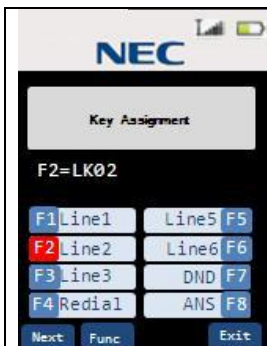 NEC
Key Assignment
F2=LK02
F1 Line1 Line5 F5
F2 Line2 Line6 F6
F3 Line3 DND F7
F4 Redial ANS F8
Next Func Exit